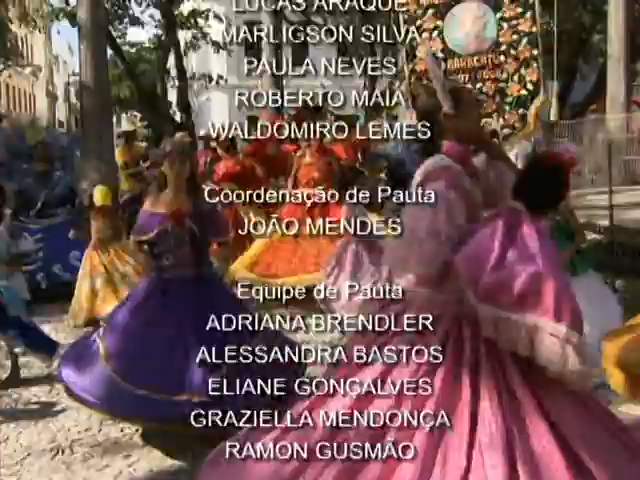 LUCAS ARAQUE
MARLIGSON SILVA
PAULA NEVES
ROBERTO MAIA
WALDOMIRO LEMES
Coordenação de Pauta
JOÃO MENDES
Equipe de Pauta
ADRIANA BRENDLER
ALESSANDRA BASTOS
ELIANE GONÇALVES
GRAZIELLA MENDONÇA
RAMON GUSMÃO